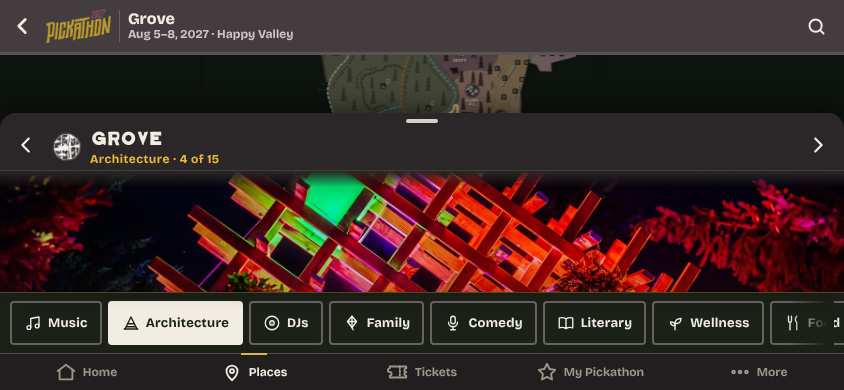 PICKATHON
Grove
Aug 5–8, 2027 · Happy Valley
GROVE
Architecture · 4 of 15
Music
Architecture
DJs
Family
Comedy
Literary
Wellness
Food
Home
Places
Tickets
My Pickathon
More